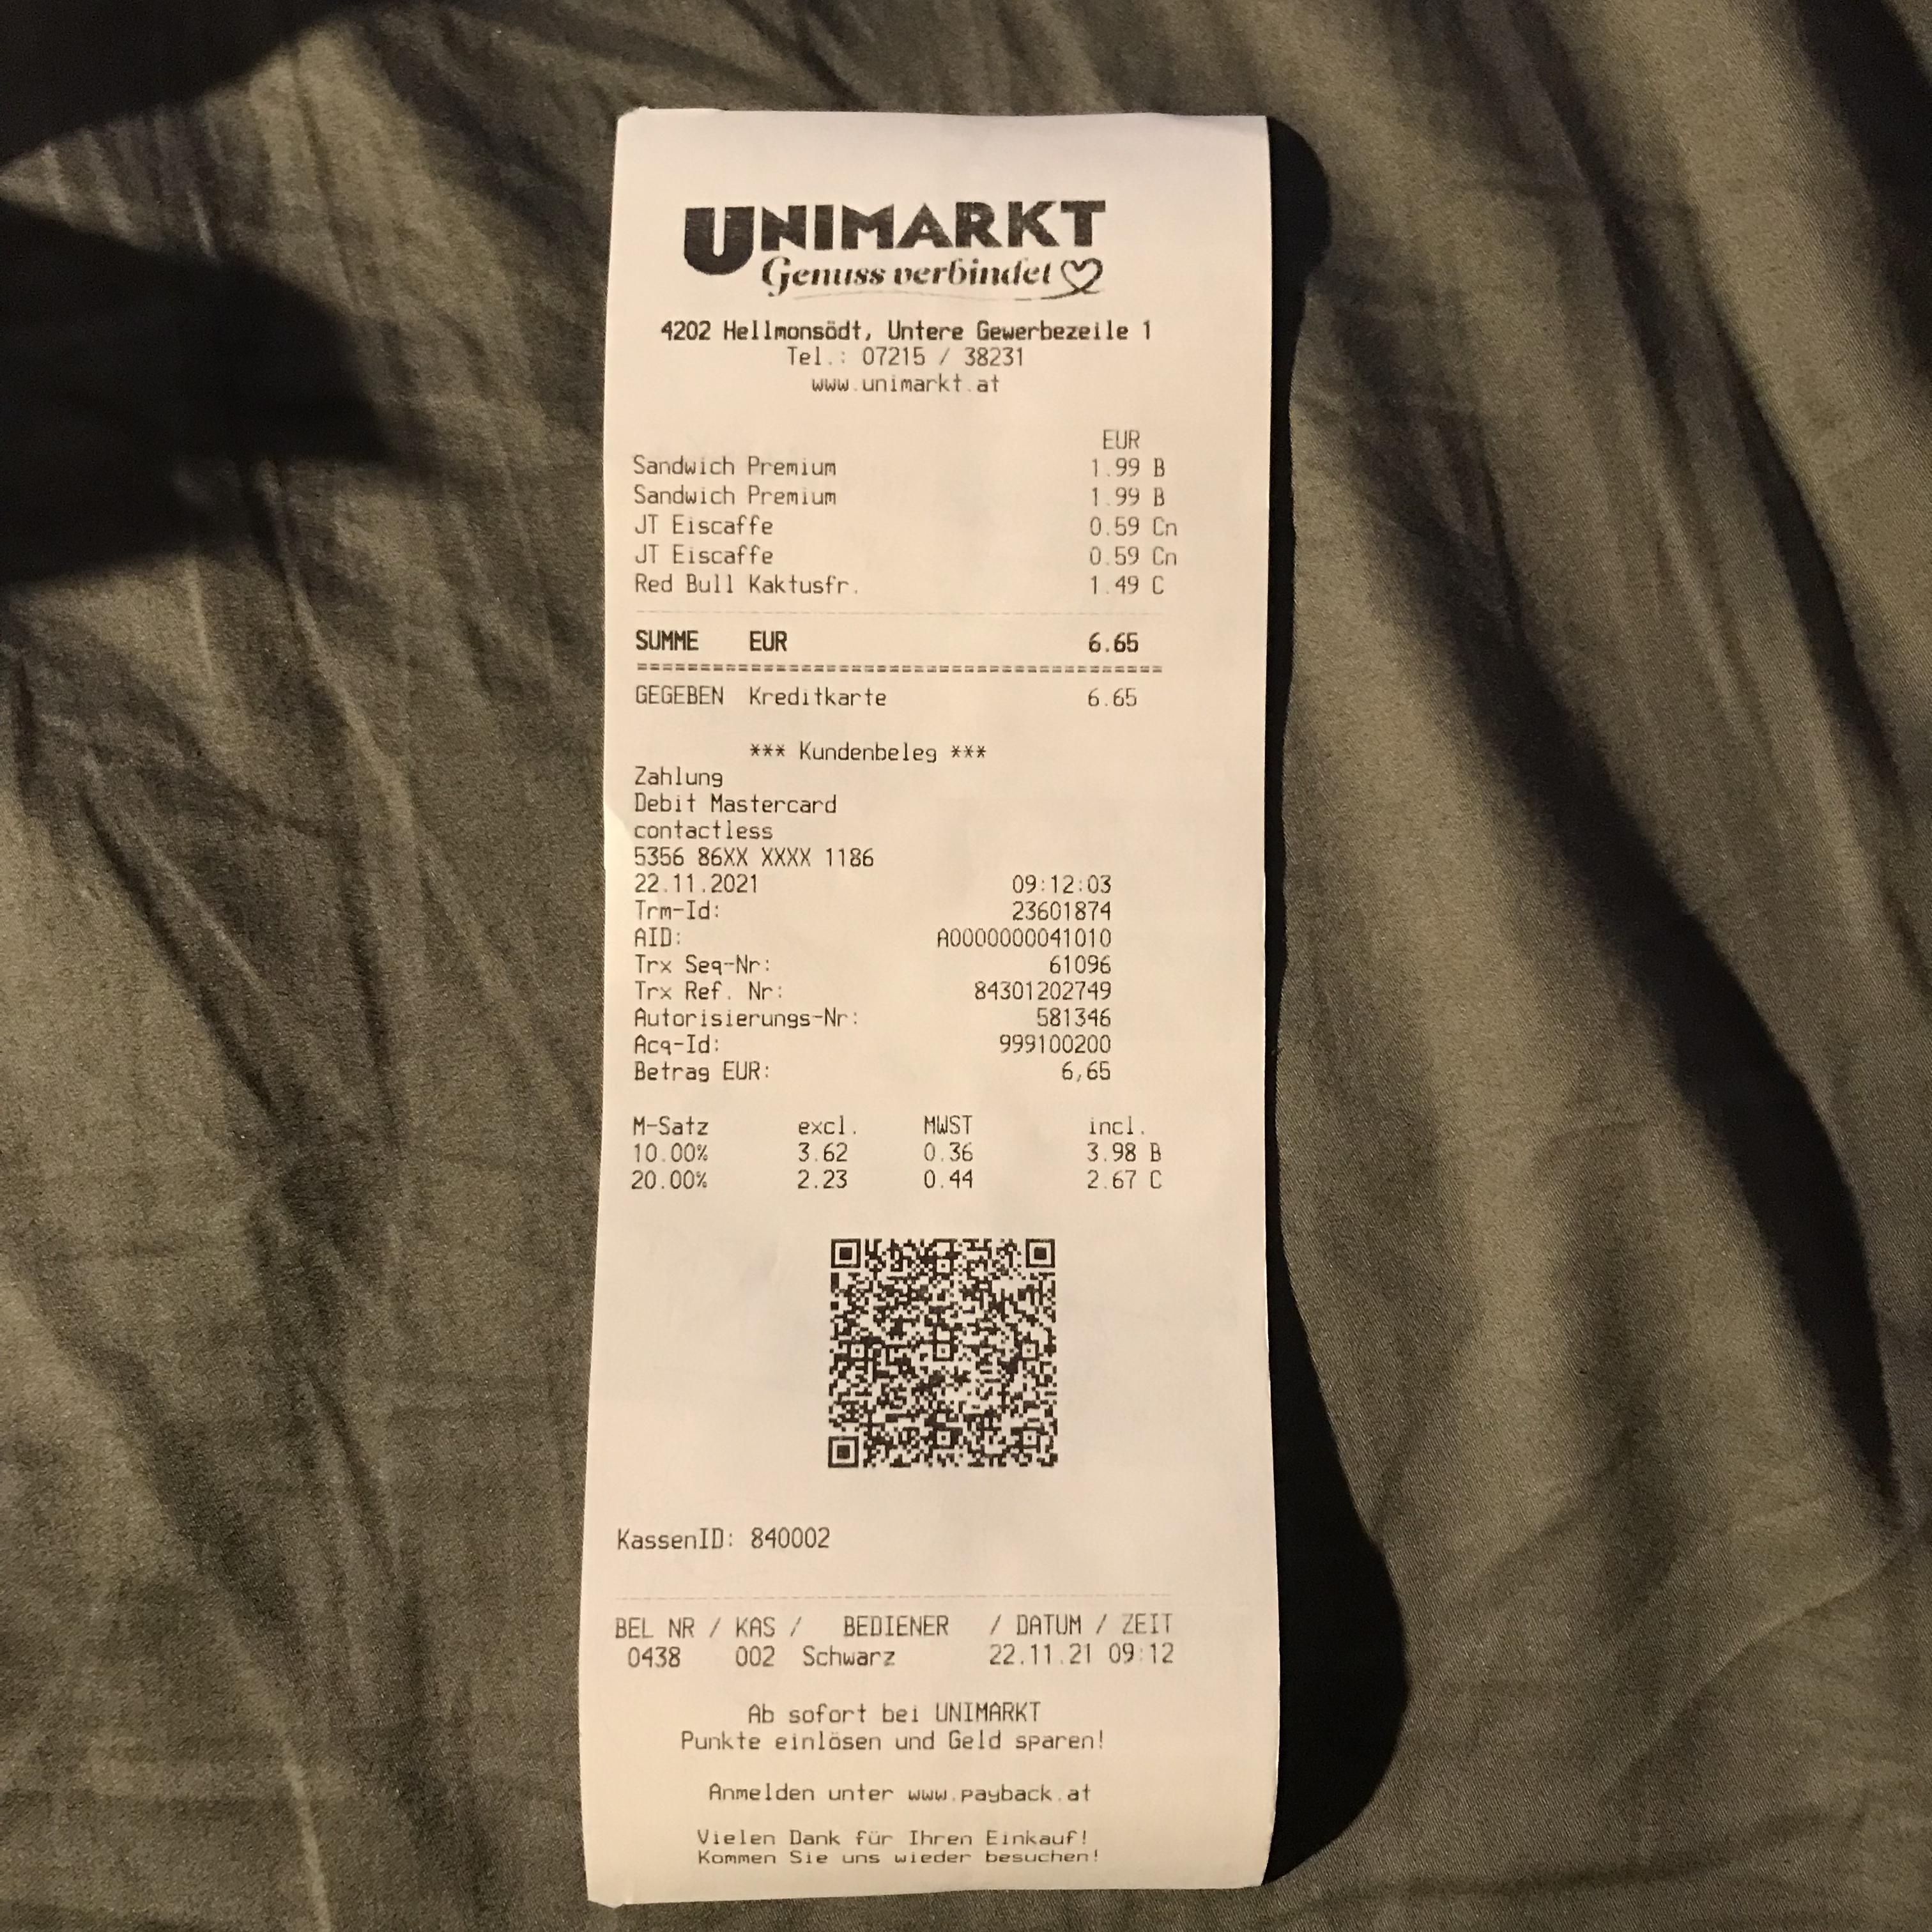 UNIMARKT
Genuss verbindet
4202 Hellmonsödt, Untere Gewerbezeile 1
Tel.: 07215 / 38231
www.unimarkt.at
EUR
Sandwich Premium 1.99 B
Sandwich Premium 1.99 B
JT Eiscaffe 0.59 Cn
JT Eiscaffe 0.59 Cn
Red Bull Kaktusfr. 1.49 C
SUMME EUR 6.65
GEGEBEN Kreditkarte 6.65
*** Kundenbeleg ***
Zahlung
Debit Mastercard
contactless
5356 86XX XXXX 1186
22.11.2021 09:12:03
Trm-Id: 23601874
AID: A0000000041010
Trx Seq-Nr: 61096
Trx Ref. Nr: 84301202749
Autorisierungs-Nr: 581346
Acq-Id: 999100200
Betrag EUR: 6,65
M-Satz excl. MWST incl.
10.00% 3.62 0.36 3.98 B
20.00% 2.23 0.44 2.67 C
KassenID: 840002
BEL NR / KAS / BEDIENER / DATUM / ZEIT
0438 002 Schwarz 22.11.21 09:12
Ab sofort bei UNIMARKT
Punkte einlösen und Geld sparen!
Anmelden unter www.payback.at
Vielen Dank für Ihren Einkauf!
Kommen Sie uns wieder besuchen!